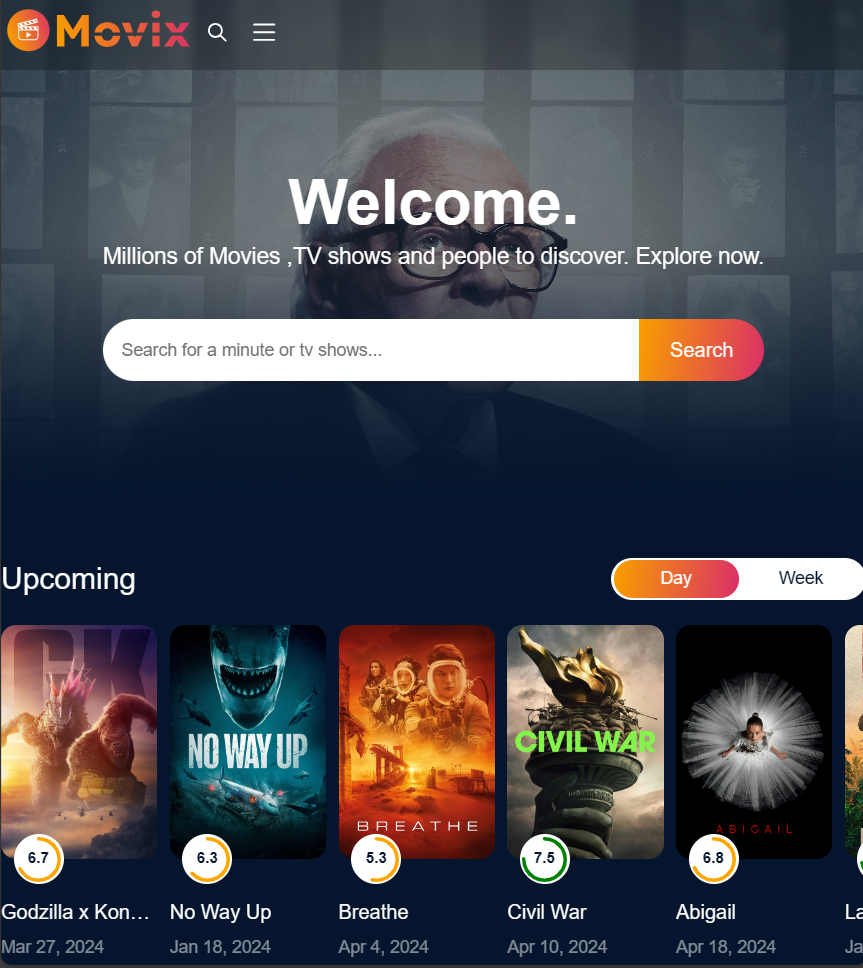 Movix
Welcome.
Millions of Movies ,TV shows and people to discover. Explore now.
Search for a minute or tv shows...
Search
Upcoming
Day
Week
GK
NO WAY UP
BREATHE
CIVIL WAR
ABIGAIL
6.7
6.3
5.3
7.5
6.8
Godzilla x Kon...
No Way Up
Breathe
Civil War
Abigail
La
Mar 27, 2024
Jan 18, 2024
Apr 4, 2024
Apr 10, 2024
Apr 18, 2024
Ja